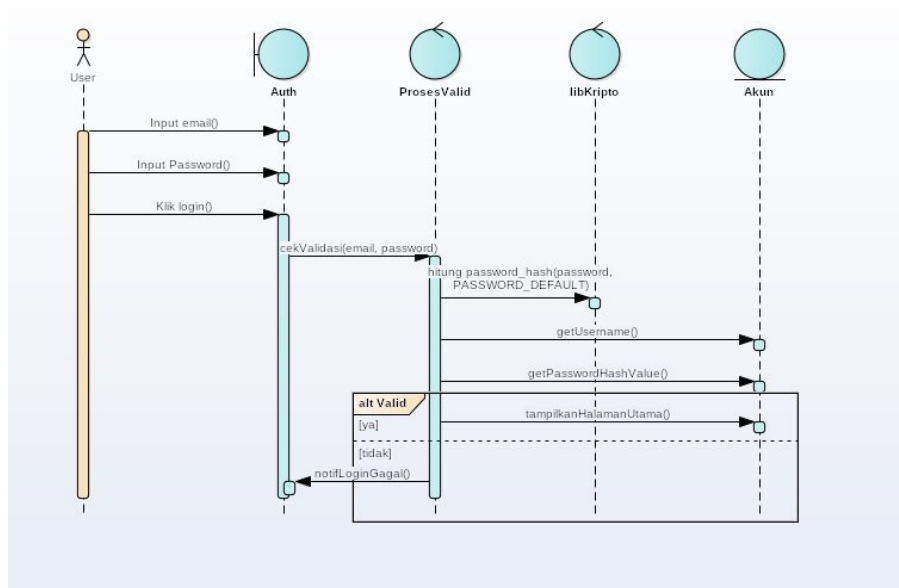 User
Auth
ProsesValid
libKripto
Akun
Input email()
Input Password()
Klik login()
cekValidasi(email, password)
hitung password_hash(password,
PASSWORD_DEFAULT)
getUsername()
getPasswordHashValue()
alt Valid
[ya]
tampilkanHalamanUtama()
[tidak]
notifLoginGagal()